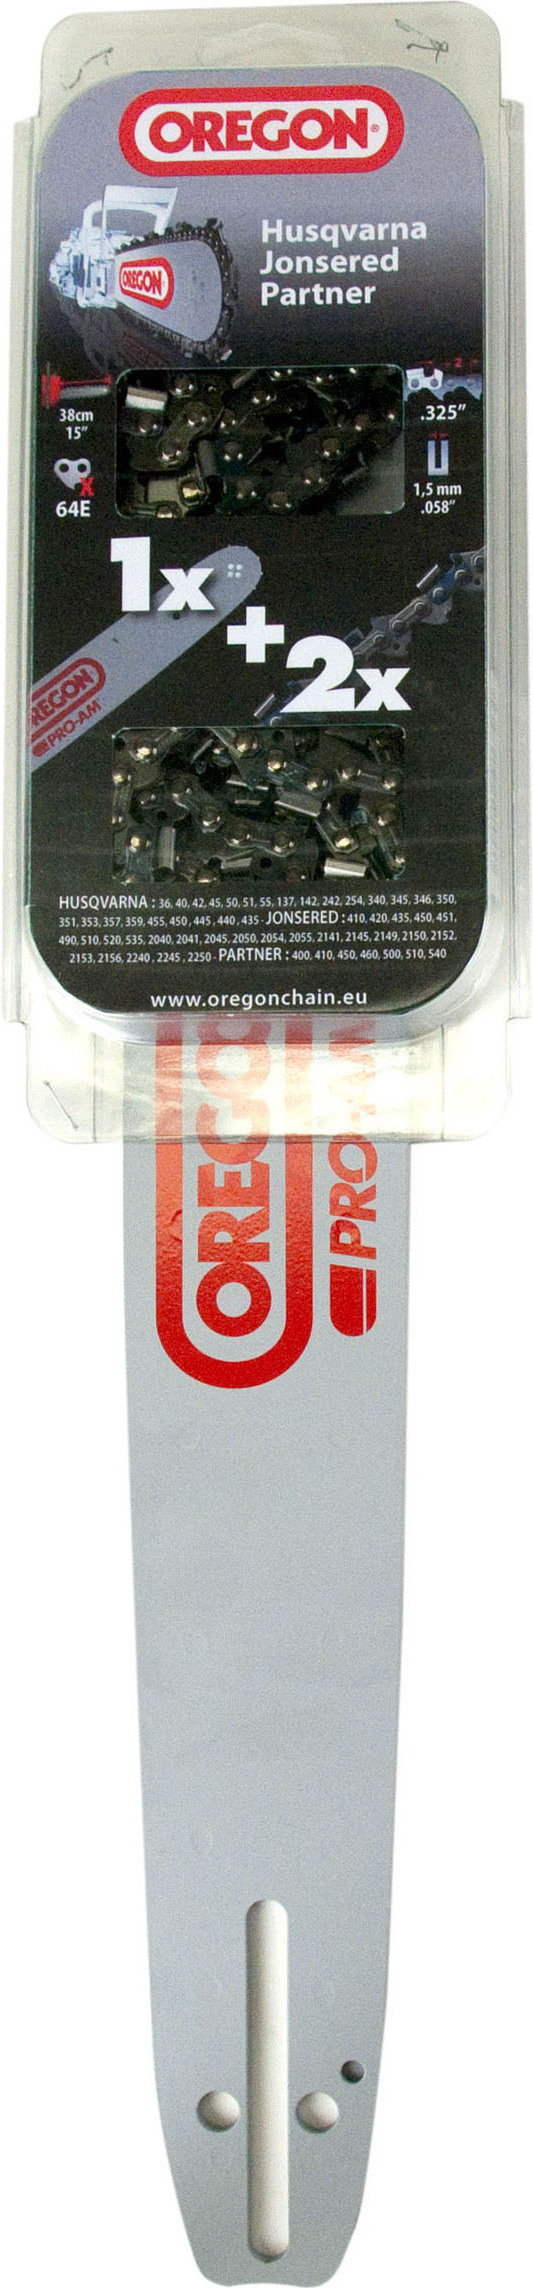 OREGON®
Husqvarna
Jonsered
Partner
OREGON
38cm
15"
64E
.325"
1,5 mm
.058"
1x
+
2x
OREGON
PRO-AM
HUSQVARNA : 36, 40, 42, 45, 50, 51, 55, 137, 142, 242, 254, 340, 345, 346, 350,
351, 353, 357, 359, 455, 450 , 445 , 440, 435 - JONSERED : 410, 420, 435, 450, 451,
490, 510, 520, 535, 2040, 2041, 2045, 2050, 2054, 2055, 2141, 2145, 2149, 2150, 2152,
2153, 2156, 2240 , 2245 , 2250 - PARTNER : 400, 410, 450, 460, 500, 510, 540
www.oregonchain.eu
OREGO
PRO-AM